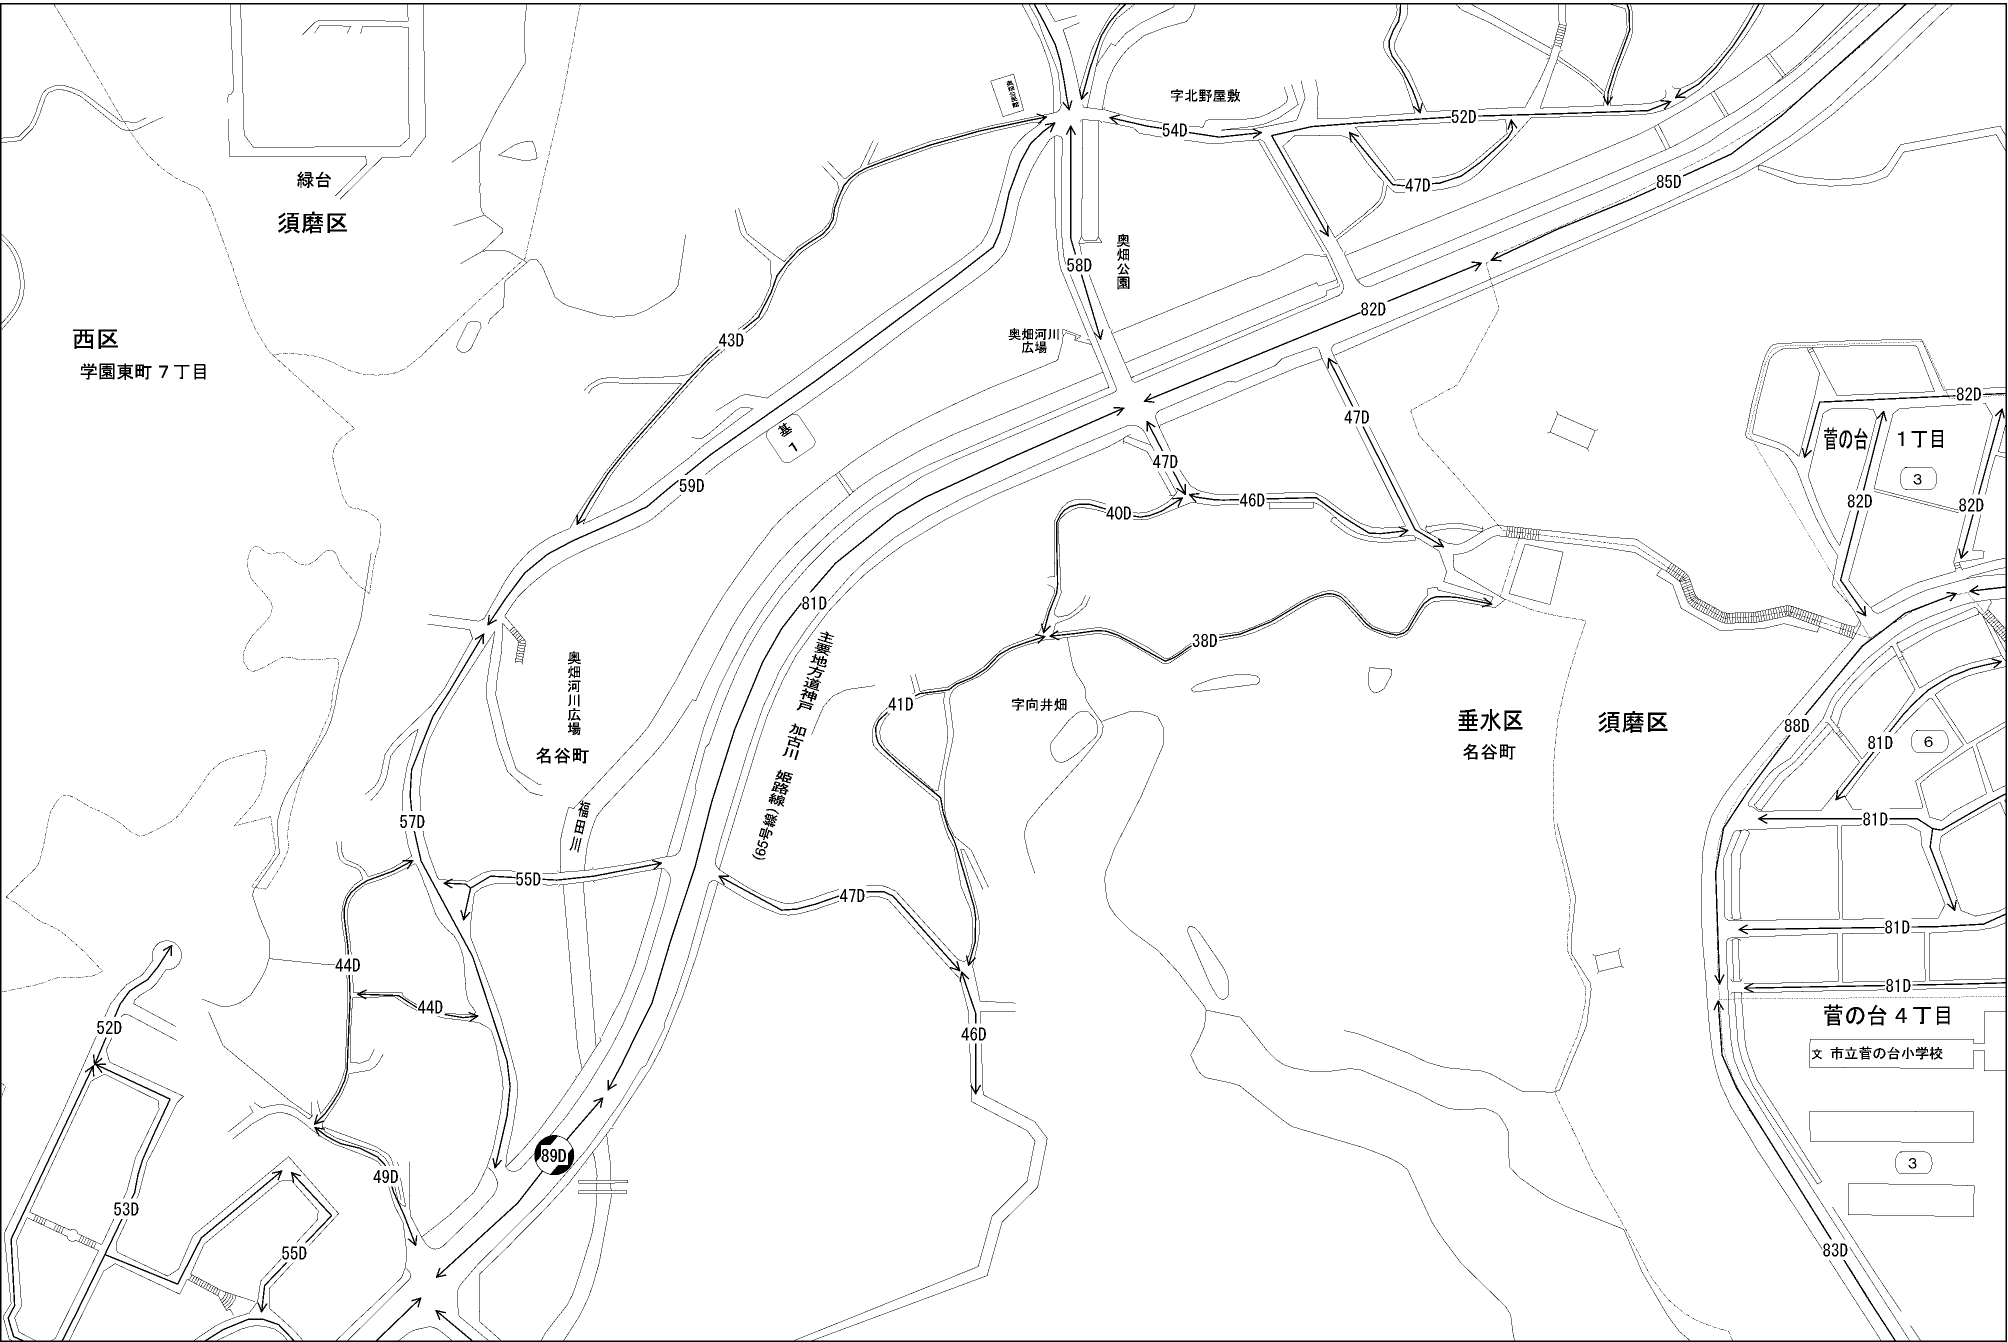 字北野屋敷
52D
54D
緑台
47D
85D
須磨区
奥畑公園
58D
82D
西区
43D
奥畑河川
広場
学園東町 7丁目
82D
47D
基
1
菅の台 1丁目
47D
3
59D
46D
82D
82D
40D
81D
主要地方道神戸 加古川 姫路線
(65号線)
38D
奥畑河川広場
41D
字向井畑
垂水区
須磨区
88D
名谷町
名谷町
81D
6
57D
福田川
81D
55D
47D
81D
44D
81D
44D
52D
46D
菅の台 4丁目
文 市立菅の台小学校
89D
3
49D
53D
55D
83D